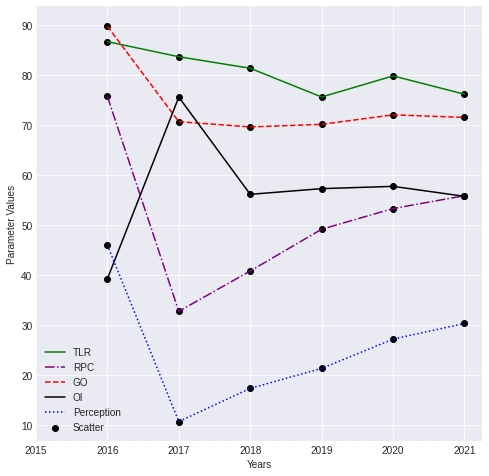 90
80
70
60
50
40
30
20
10
Parameter Values
TLR
RPC
GO
OI
Perception
Scatter
2015 2016 2017 2018 2019 2020 2021
Years